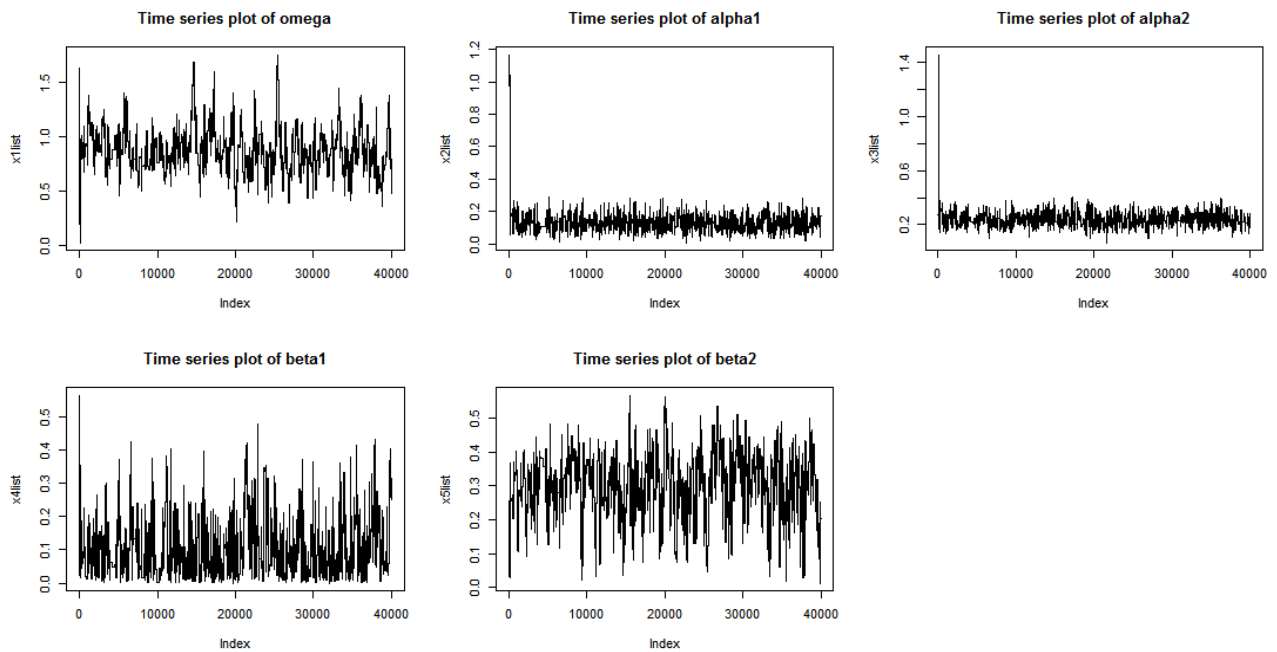 Time series plot of omega
x1list
0.0 0.5 1.0 1.5
0 10000 20000 30000 40000
Index
Time series plot of alpha1
x2list
0.0 0.2 0.4 0.6 0.8 1.0 1.2
0 10000 20000 30000 40000
Index
Time series plot of alpha2
x3list
0.2 0.6 1.0 1.4
0 10000 20000 30000 40000
Index
Time series plot of beta1
x4list
0.0 0.1 0.2 0.3 0.4 0.5
0 10000 20000 30000 40000
Index
Time series plot of beta2
x5list
0.0 0.1 0.2 0.3 0.4 0.5
0 10000 20000 30000 40000
Index